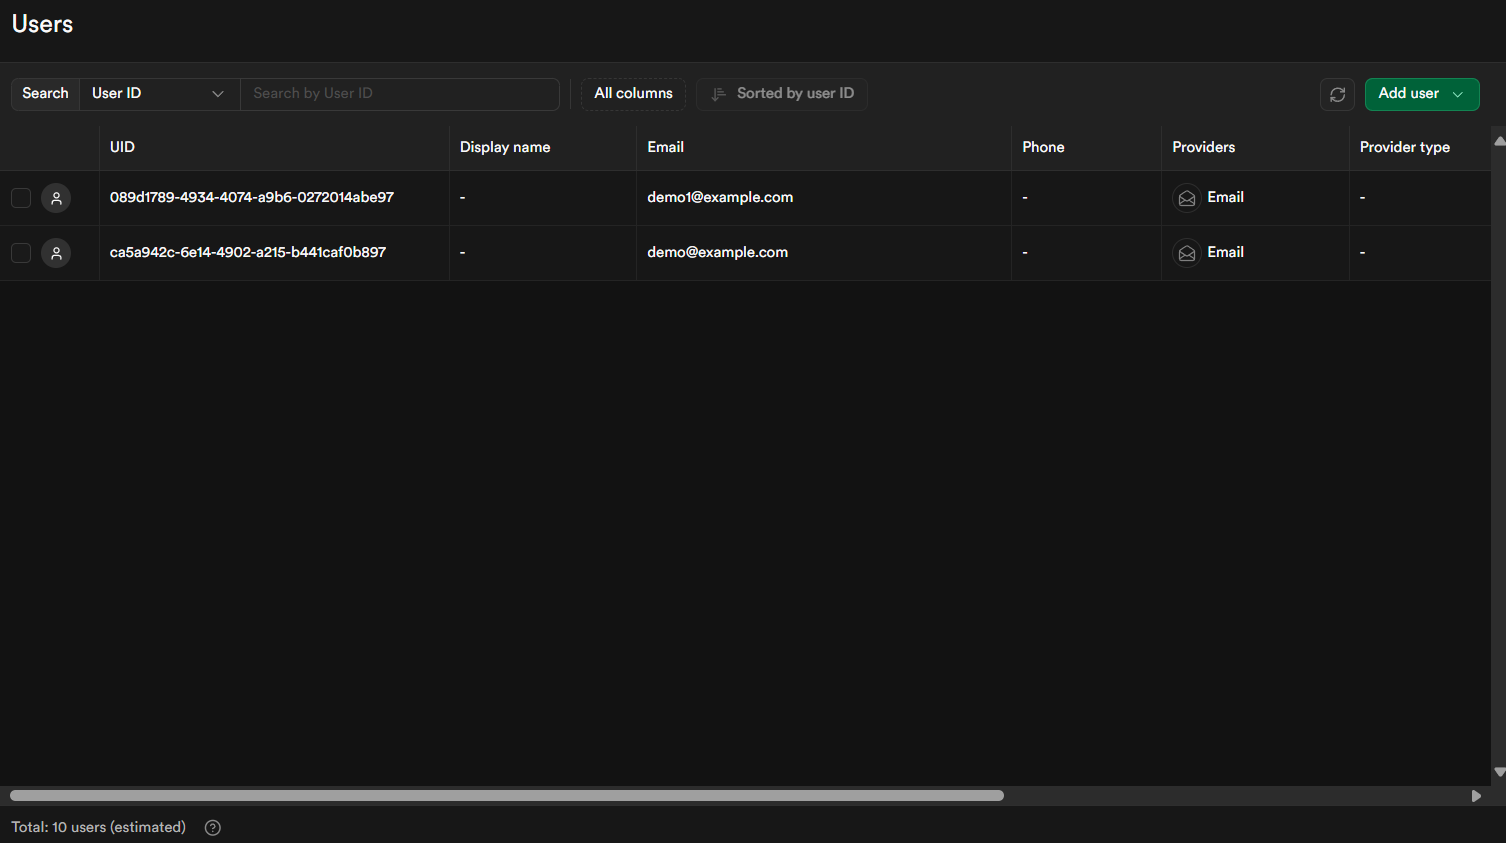 Users
Search User ID Search by User ID All columns Sorted by user ID Add user
UID Display name Email Phone Providers Provider type
089d1789-4934-4074-a9b6-0272014abe97 - demo1@example.com - Email -
ca5a942c-6e14-4902-a215-b441caf0b897 - demo@example.com - Email -
Total: 10 users (estimated) ?